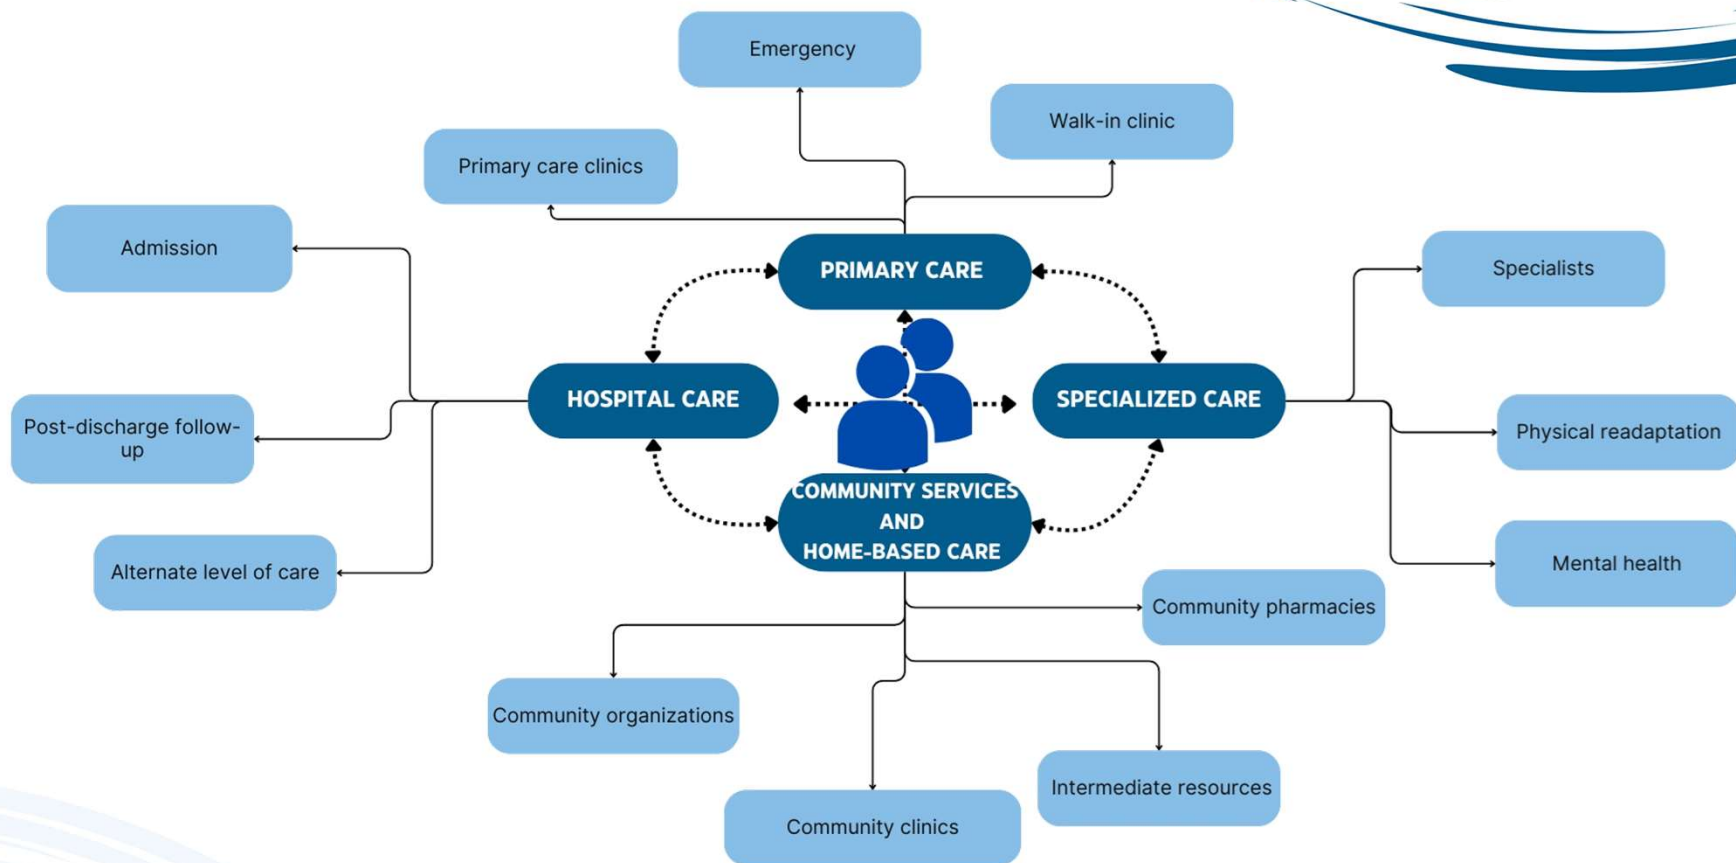 Emergency
Walk-in clinic
Primary care clinics
Admission
PRIMARY CARE
Specialists
HOSPITAL CARE
SPECIALIZED CARE
Post-discharge follow-
up
Physical readaptation
COMMUNITY SERVICES
AND
HOME-BASED CARE
Alternate level of care
Mental health
Community pharmacies
Community organizations
Intermediate resources
Community clinics